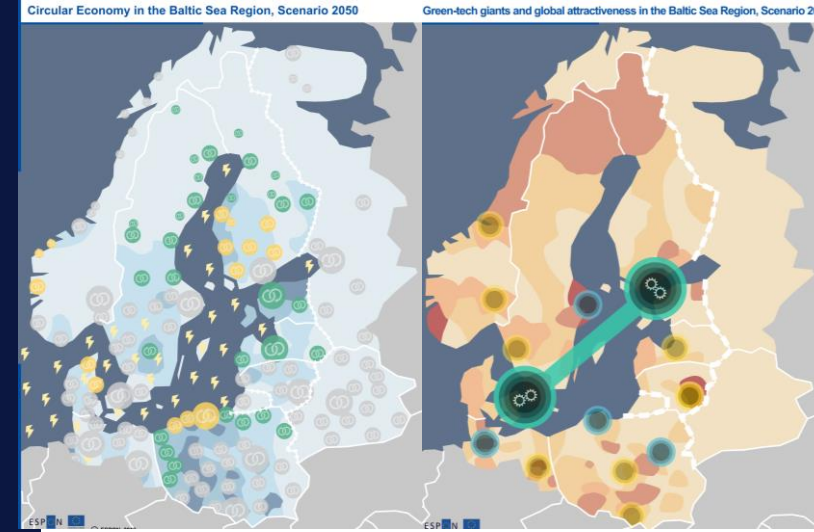 Circular Economy in the Baltic Sea Region, Scenario 2050
Green-tech giants and global attractiveness in the Baltic Sea Region, Scenario 20
ESPON
ESPON